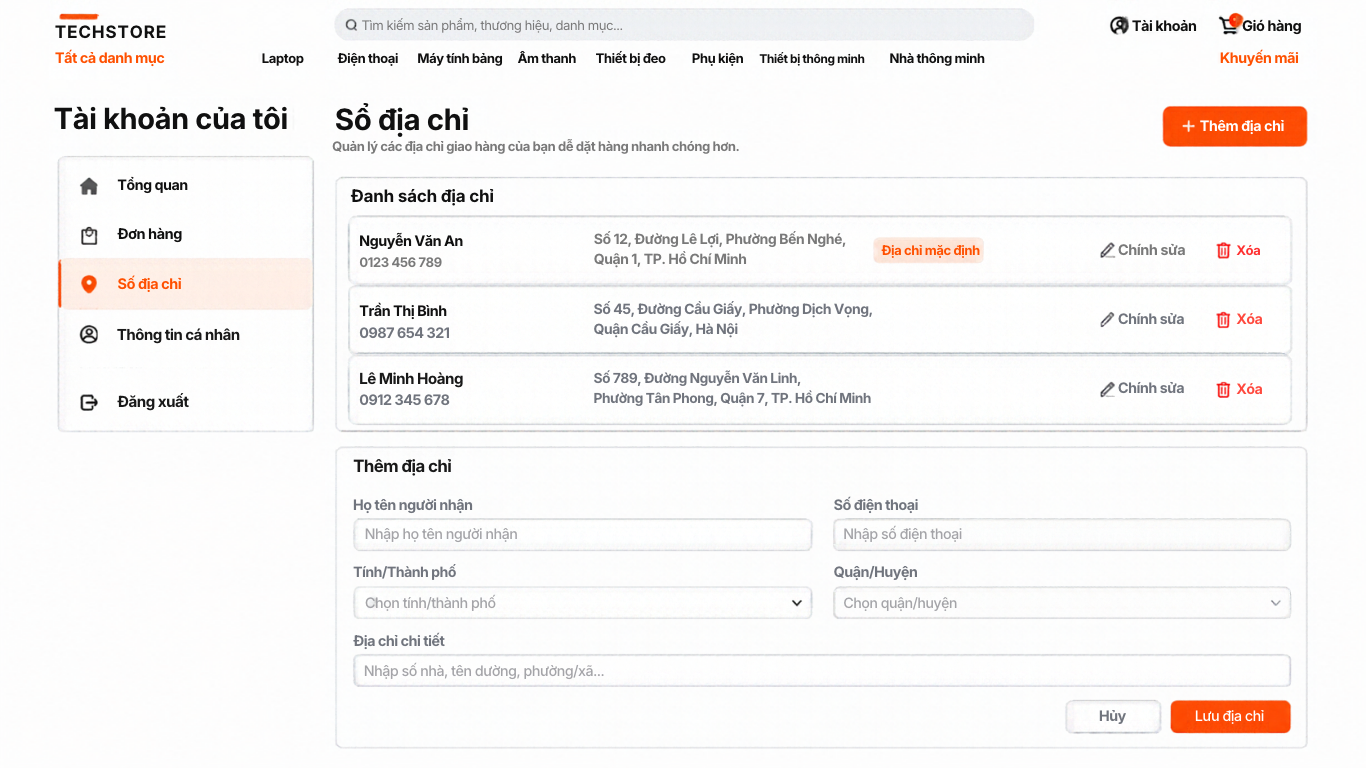 TECHSTORE
Tìm kiếm sản phẩm, thương hiệu, danh mục...
Tài khoản
Gió hàng
Tất cả danh mục
Laptop
Điện thoại
Máy tính bảng
Âm thanh
Thiết bị đeo
Phụ kiện
Thiết bị thông minh
Nhà thông minh
Khuyến mãi
Tài khoản của tôi
Tổng quan
Đơn hàng
Sổ địa chỉ
Thông tin cá nhân
Đăng xuất
Sổ địa chỉ
Quản lý các địa chỉ giao hàng của bạn dễ dặt hàng nhanh chóng hơn.
+ Thêm địa chỉ
Đanh sách địa chỉ
Nguyễn Văn An
0123 456 789
Số 12, Đường Lê Lợi, Phường Bến Nghé,
Quận 1, TP. Hồ Chí Minh
Địa chỉ mặc định
Chính sửa
Xóa
Trần Thị Bình
0987 654 321
Số 45, Đường Cầu Giấy, Phường Dịch Vọng,
Quận Cầu Giấy, Hà Nội
Chính sửa
Xóa
Lê Minh Hoàng
0912 345 678
Số 789, Đường Nguyễn Văn Linh,
Phường Tân Phong, Quận 7, TP. Hồ Chí Minh
Chính sửa
Xóa
Thêm địa chỉ
Họ tên người nhận
Số điện thoại
Nhập họ tên người nhận
Nhập số điện thoại
Tính/Thành phố
Quận/Huyện
Chọn tính/thành phố
Chọn quận/huyện
Địa chỉ chi tiết
Nhập số nhà, tên dường, phường/xã...
Hủy
Lưu địa chỉ